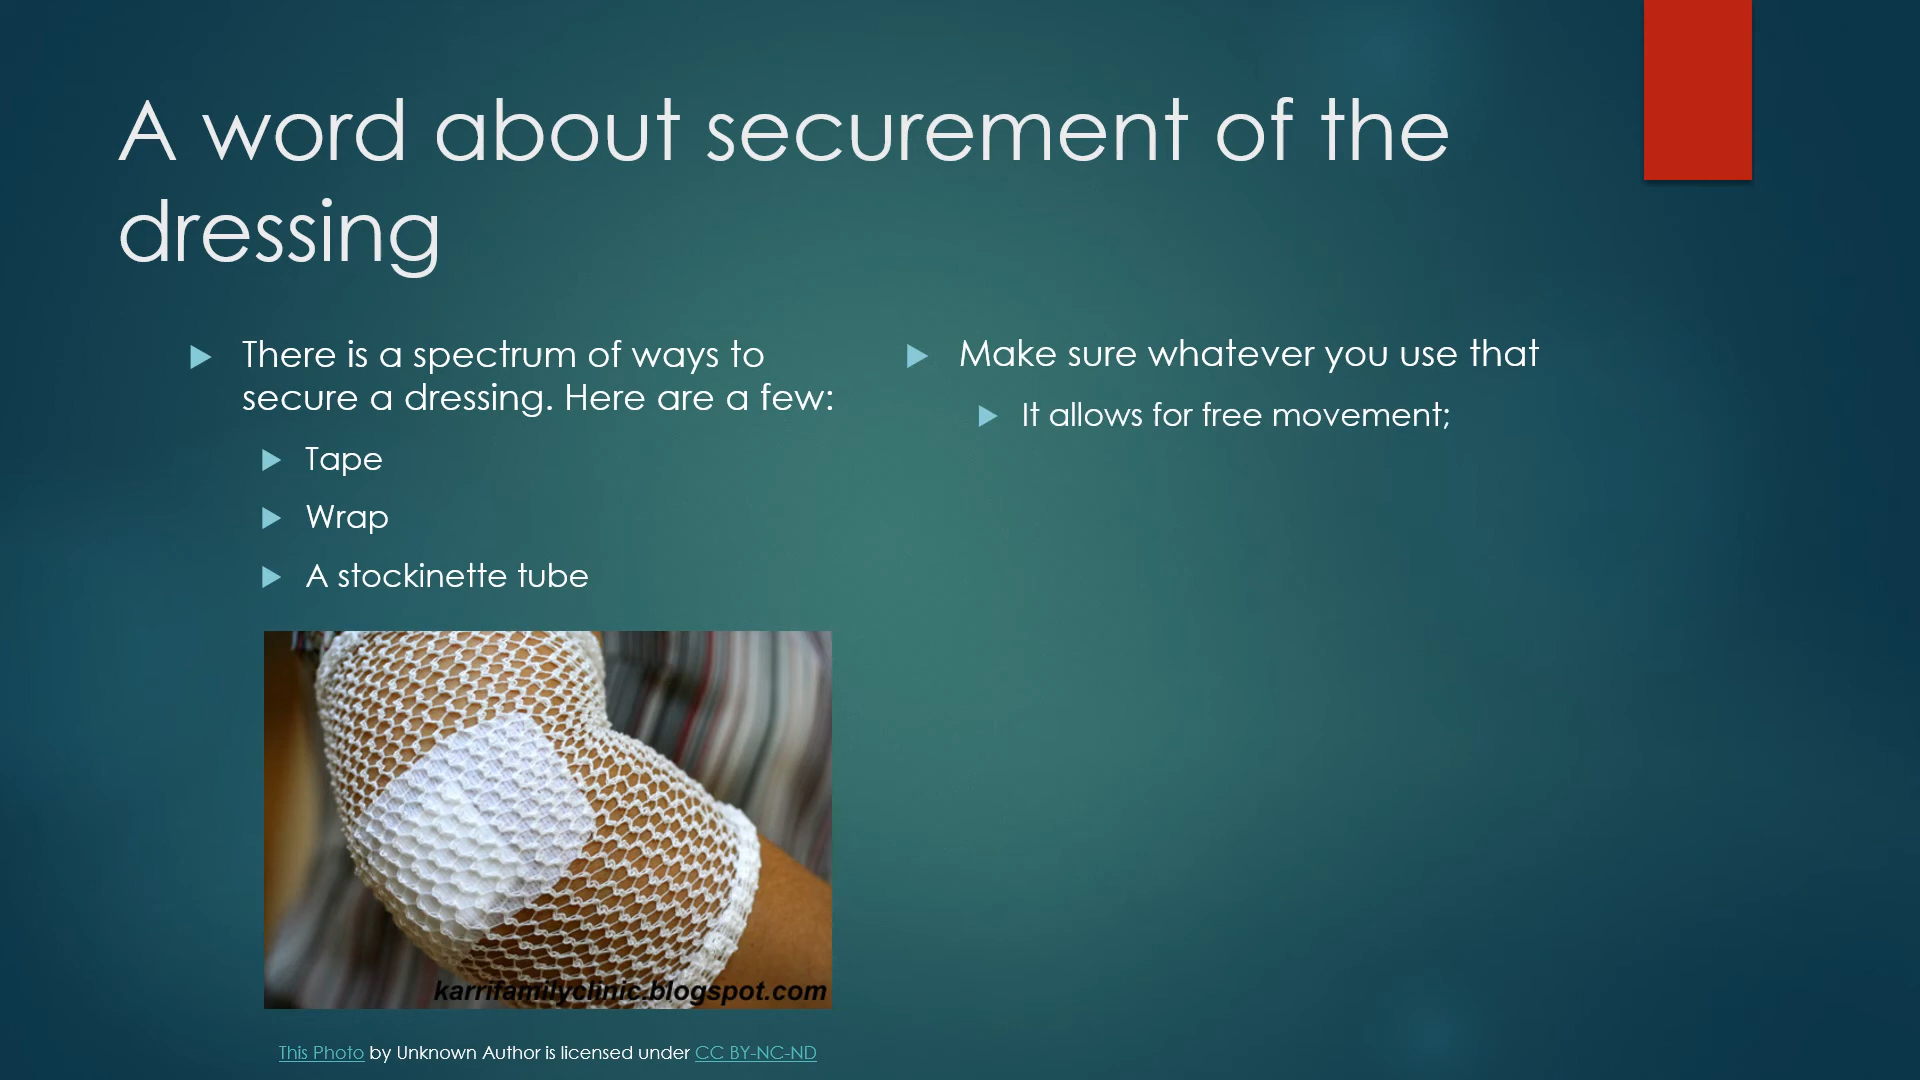 A word about securement of the
dressing
There is a spectrum of ways to
secure a dressing. Here are a few:
Tape
Wrap
A stockinette tube
karrifamilyclinic.blogspot.com
This Photo by Unknown Author is licensed under CC BY-NC-ND
Make sure whatever you use that
It allows for free movement;